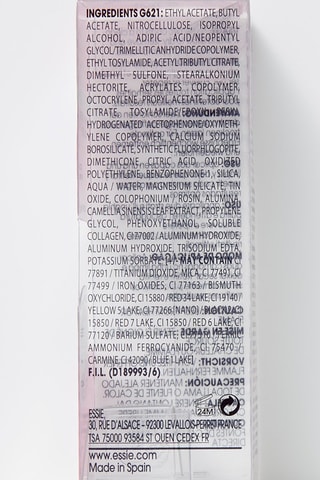 INGREDIENTS G621: ETHYL ACETATE, BUTYL
ACETATE, NITROCELLULOSE, ISOPROPYL
ALCOHOL, ADIPIC ACID/NEOPENTYL
GLYCOL/TRIMELLITIC ANHYDRIDE COPOLYMER,
ETHYL TOSYLAMIDE, ACETYL TRIBUTYL CITRATE,
DIMETHYL SULFONE, STEARALKONIUM
HECTORITE, ACRYLATES COPOLYMER,
OCTOCRYLENE, PROPYL ACETATE, TRIBUTYL
CITRATE, TOSYLAMIDE/EPOXY RESIN,
HYDROGENATED ACETOPHENONE/OXYMETH-
YLENE COPOLYMER, CALCIUM SODIUM
BOROSILICATE, SYNTHETIC FLUORPHLOGOPITE,
DIMETHICONE, CITRIC ACID, OXIDIZED
POLYETHYLENE, BENZOPHENONE-1, SILICA,
AQUA / WATER, MAGNESIUM SILICATE, TIN
OXIDE, COLOPHONIUM / ROSIN, ALUMINA,
CAMELLIA SINENSIS LEAF EXTRACT, PROPYLENE
GLYCOL, PHENOXYETHANOL, SOLUBLE
COLLAGEN, CI 77002 / ALUMINUM HYDROXIDE,
ALUMINUM HYDROXIDE, TRISODIUM EDTA,
POTASSIUM SORBATE, [+/- MAY CONTAIN CI
77891 / TITANIUM DIOXIDE, MICA, CI 77491, CI
77499 / IRON OXIDES, CI 77163 / BISMUTH
OXYCHLORIDE, CI 15880 / RED 34 LAKE, CI 19140 /
YELLOW 5 LAKE, CI 77266 [NANO] / BLACK 2, CI 15850 /
RED 7 LAKE, CI 15850 / RED 6 LAKE, CI
77120 / BARIUM SULFATE, CI 77510 / FERRIC
AMMONIUM FERROCYANIDE, CI 75470 /
CARMINE, CI 42090 / BLUE 1 LAKE]
F.I.L. (D189993/6)
24M
ESSIE,
30, RUE D'ALSACE – 92300 LEVALLOIS-PERRET FRANCE
TSA 75000 93584 ST OUEN CEDEX FR
www.essie.com
Made in Spain